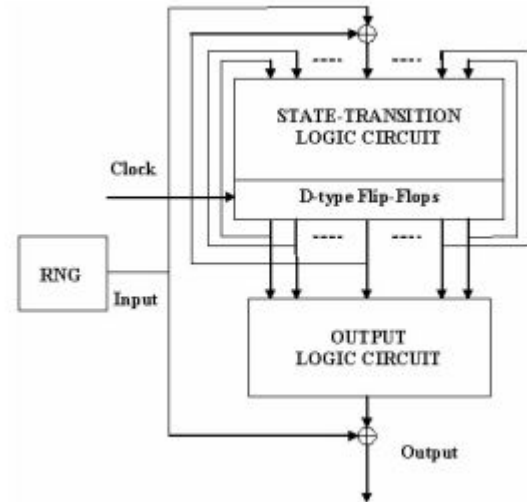 STATE-TRANSITION
LOGIC CIRCUIT
Clock
D-type Flip-Flops
RNG
Input
OUTPUT
LOGIC CIRCUIT
Output